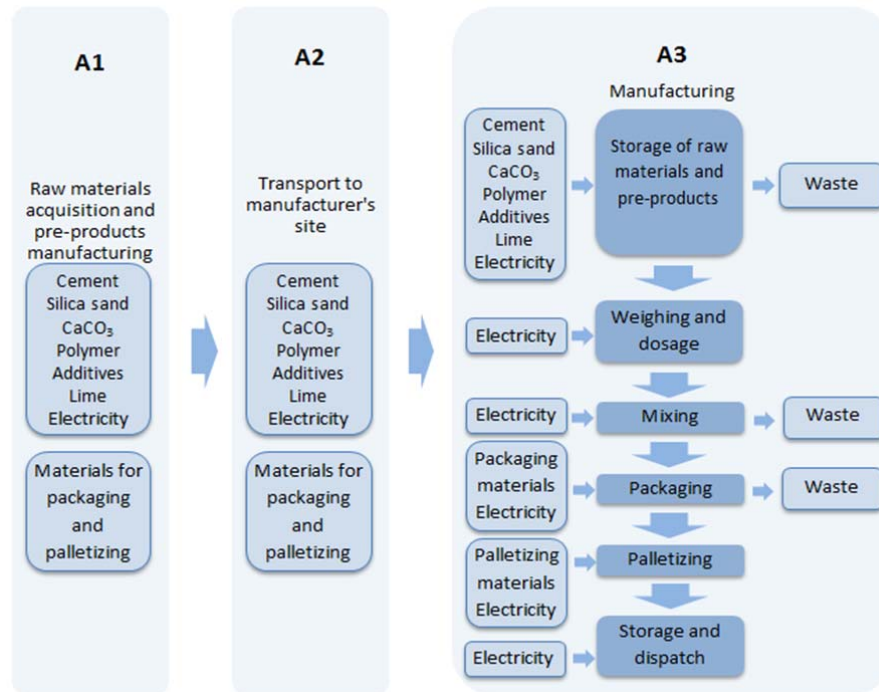 A1
Raw materials
acquisition and
pre-products
manufacturing
Cement
Silica sand
CaCO₃
Polymer
Additives
Lime
Electricity
Materials for
packaging
and
palletizing
A2
Transport to
manufacturer's
site
Cement
Silica sand
CaCO₃
Polymer
Additives
Lime
Electricity
Materials for
packaging
and
palletizing
A3
Manufacturing
Cement
Silica sand
CaCO₃
Polymer
Additives
Lime
Electricity
Storage of raw
materials and
pre-products
Waste
Electricity
Weighing and
dosage
Electricity
Mixing
Waste
Packaging
materials
Electricity
Packaging
Waste
Palletizing
materials
Electricity
Palletizing
Electricity
Storage and
dispatch